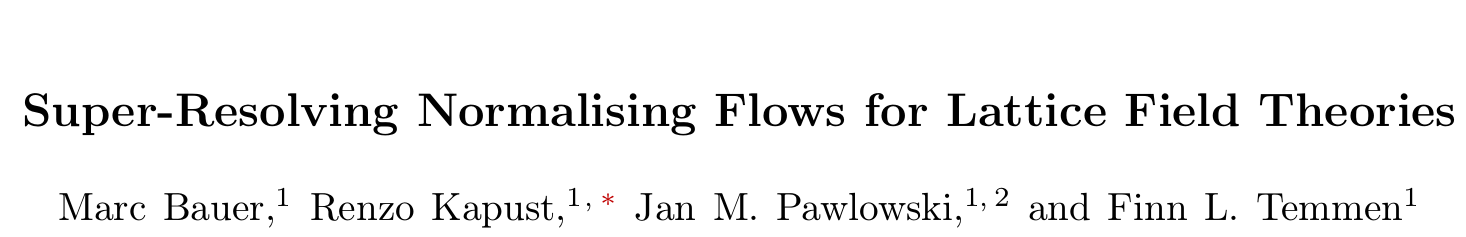 Super-Resolving Normalising Flows for Lattice Field Theories
Marc Bauer,1 Renzo Kapust,1, * Jan M. Pawlowski,1, 2 and Finn L. Temmen1